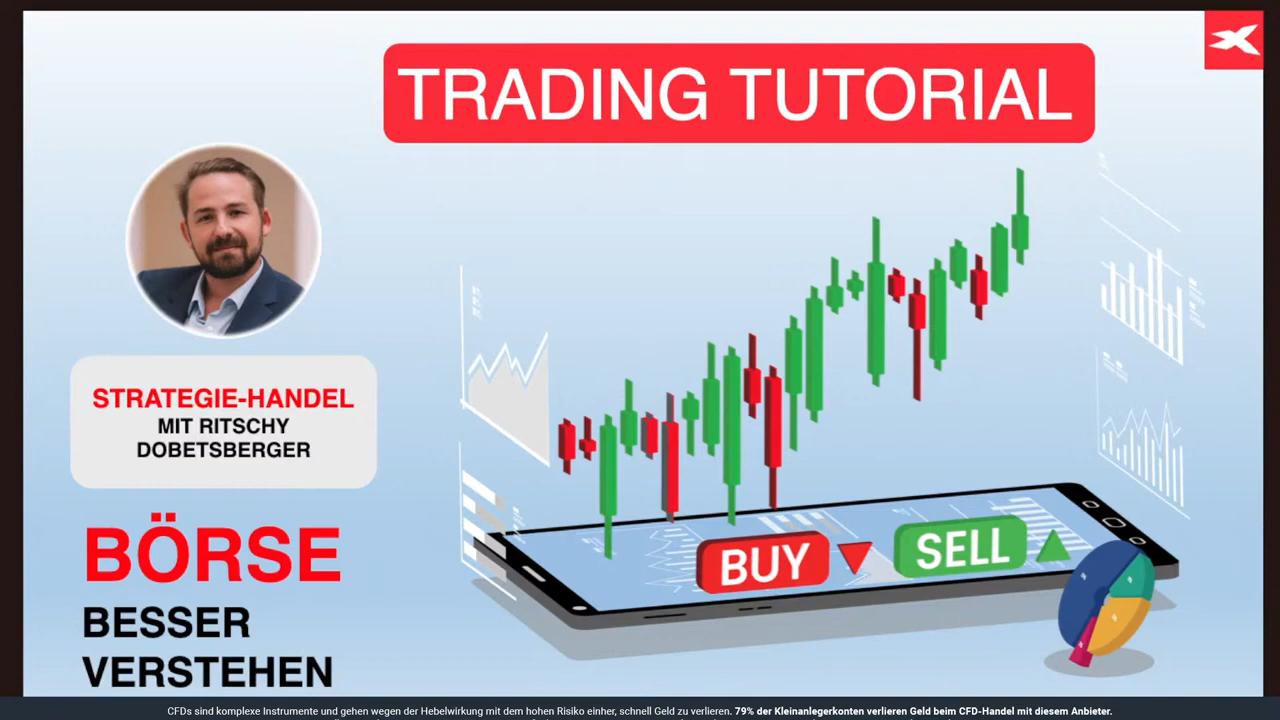 TRADING TUTORIAL
STRATEGIE-HANDEL
MIT RITSCHY
DOBETSBERGER
BÖRSE
BESSER
VERSTEHEN
BUY
SELL
CFDs sind komplexe Instrumente und gehen wegen der Hebelwirkung mit dem hohen Risiko einher, schnell Geld zu verlieren. 79% der Kleinanlegerkonten verlieren Geld beim CFD-Handel mit diesem Anbieter.